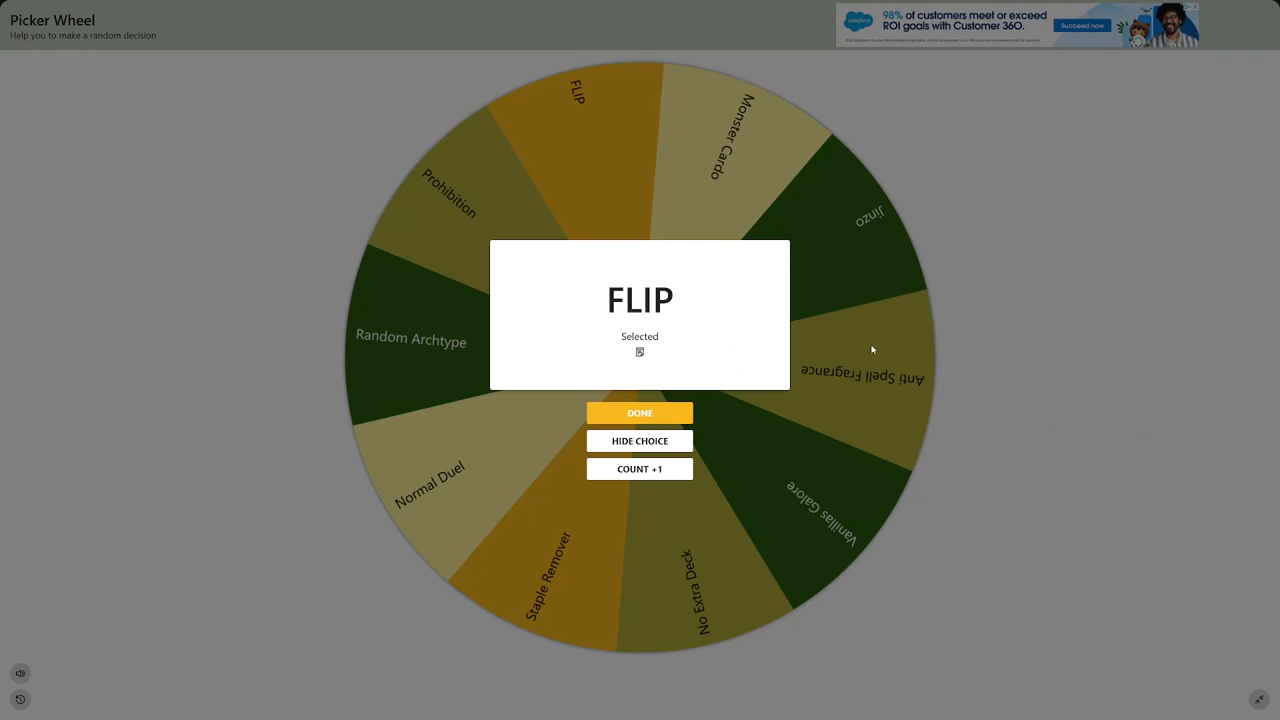 Picker Wheel
Help you to make a random decision
salesforce
98% of customers meet or exceed
ROI goals with Customer 360.
Succeed now
FLIP
Monster Cardo
Jinzo
Anti Spell Fragrance
Vanillas Galore
No Extra Deck
Staple Remover
Normal Duel
Random Archtype
Prohibition
FLIP
Selected
DONE
HIDE CHOICE
COUNT +1